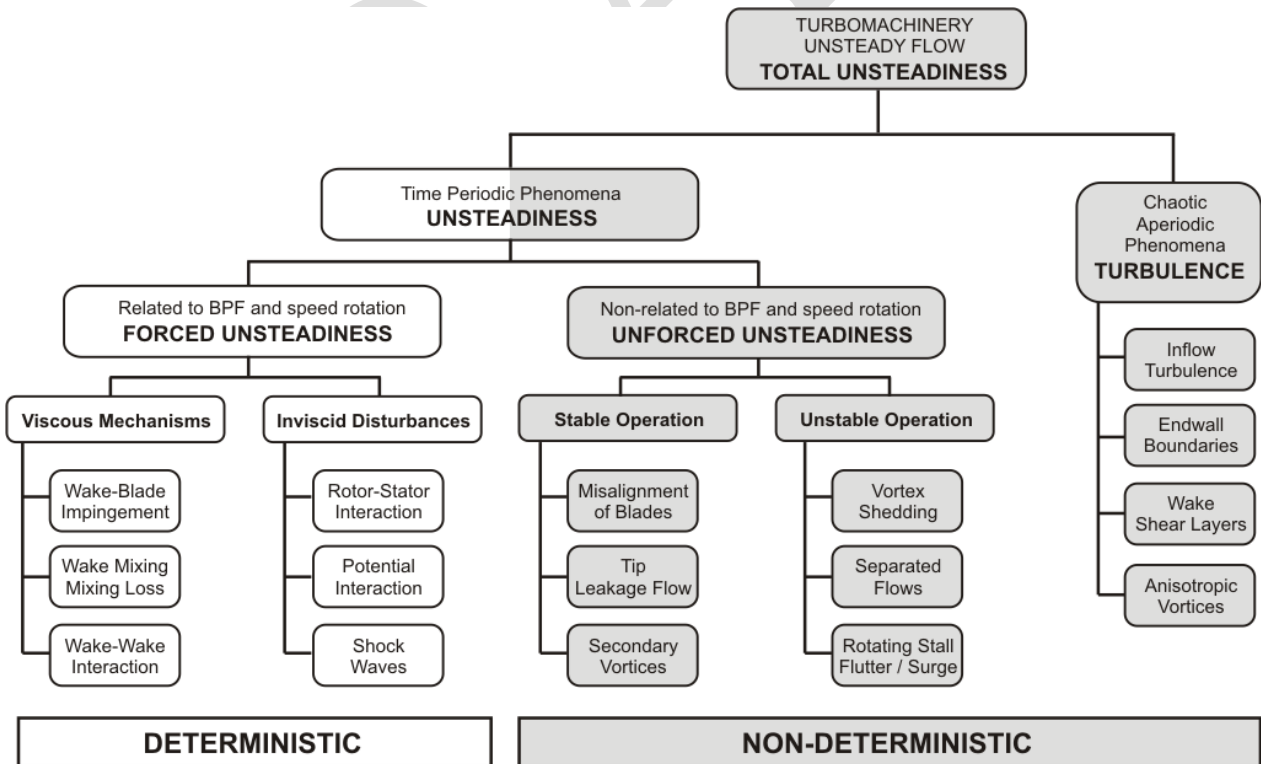 TURBOMACHINERY
UNSTEADY FLOW
TOTAL UNSTEADINESS
Time Periodic Phenomena
UNSTEADINESS
Chaotic
Aperiodic
Phenomena
TURBULENCE
Related to BPF and speed rotation
FORCED UNSTEADINESS
Non-related to BPF and speed rotation
UNFORCED UNSTEADINESS
Viscous Mechanisms
Wake-Blade
Impingement
Wake Mixing
Mixing Loss
Wake-Wake
Interaction
Inviscid Disturbances
Rotor-Stator
Interaction
Potential
Interaction
Shock
Waves
Stable Operation
Misalignment
of Blades
Tip
Leakage Flow
Secondary
Vortices
Unstable Operation
Vortex
Shedding
Separated
Flows
Rotating Stall
Flutter / Surge
Inflow
Turbulence
Endwall
Boundaries
Wake
Shear Layers
Anisotropic
Vortices
DETERMINISTIC
NON-DETERMINISTIC